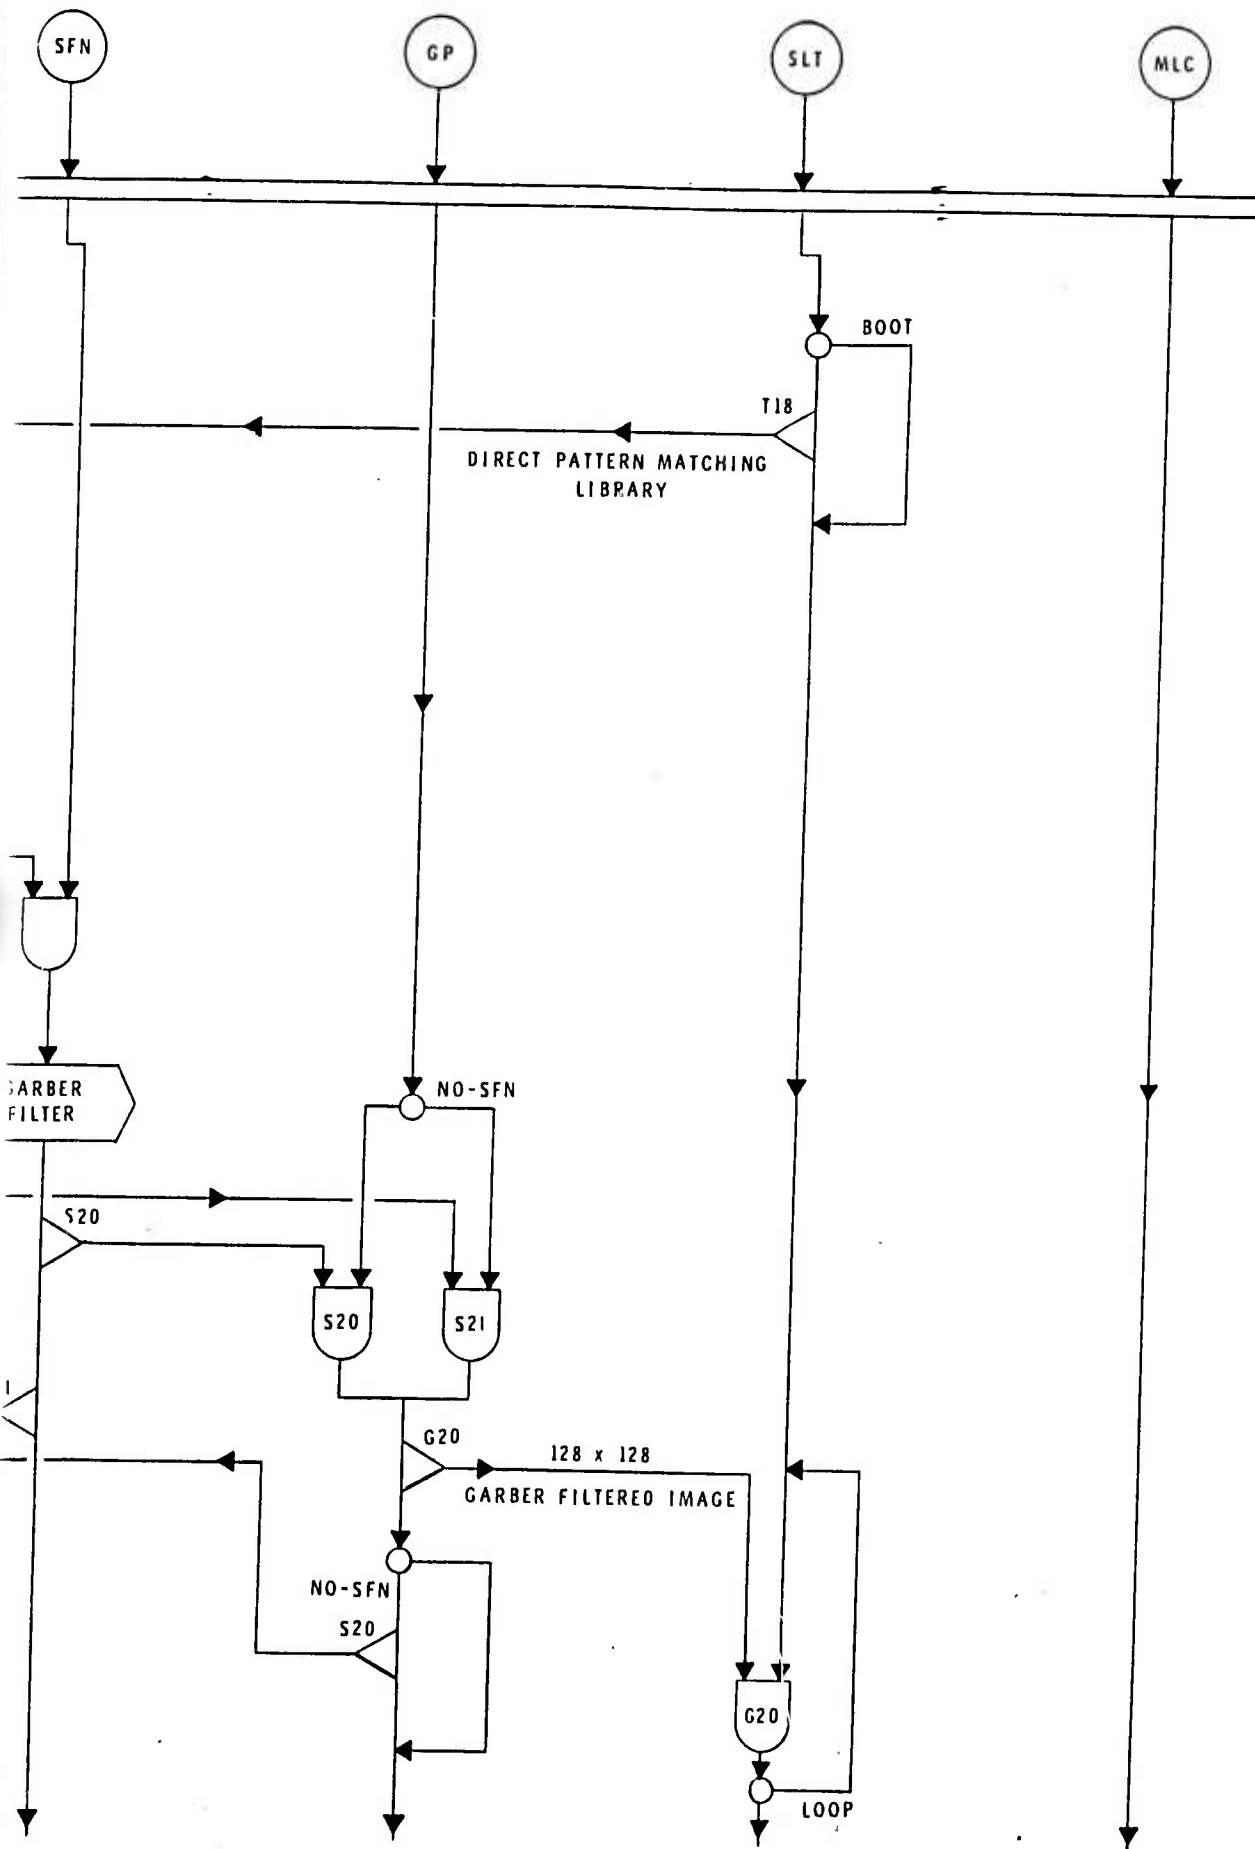 SFN
GP
SLT
MLC
BOOT
T18
DIRECT PATTERN MATCHING
LIBRARY
NO-SFN
FILTER
S20
S20
S21
G20
128 x 128
GARBER FILTERED IMAGE
NO-SFN
S20
G20
LOOP